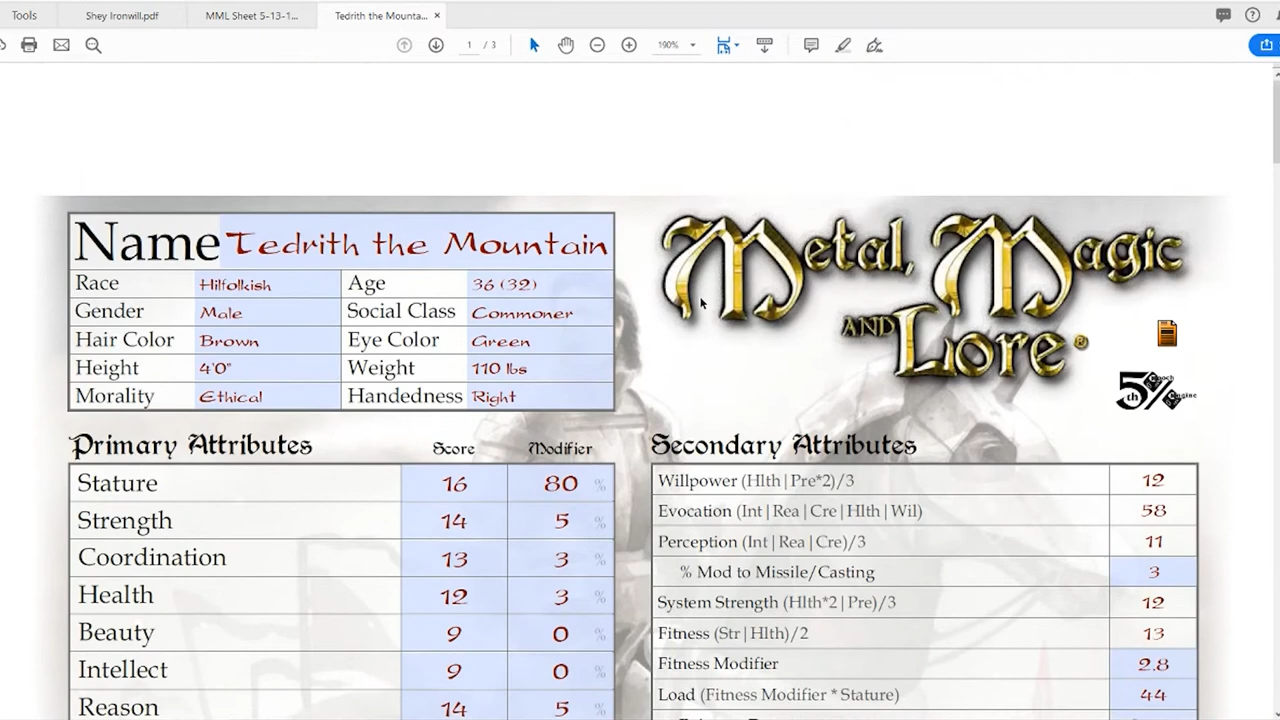 Tools Shey Ironwill.pdf MML Sheet 5-13-1... Tedrith the Mounta... ×
1 / 3 190%
Name Tedrith the Mountain
Race Hilfolkish Age 36 (32)
Gender Male Social Class Commoner
Hair Color Brown Eye Color Green
Height 4'0" Weight 110 lbs
Morality Ethical Handedness Right
Metal, Magic
AND Lore®
5th Epoch Engine
Primary Attributes Score Modifier
Stature 16 80 %
Strength 14 5 %
Coordination 13 3 %
Health 12 3 %
Beauty 9 0 %
Intellect 9 0 %
Reason 14 5 %
Secondary Attributes
Willpower (Hlth|Pre*2)/3 12
Evocation (Int|Rea|Cre|Hlth|Wil) 58
Perception (Int|Rea|Cre)/3 11
% Mod to Missile/Casting 3
System Strength (Hlth*2|Pre)/3 12
Fitness (Str|Hlth)/2 13
Fitness Modifier 2.8
Load (Fitness Modifier * Stature) 44